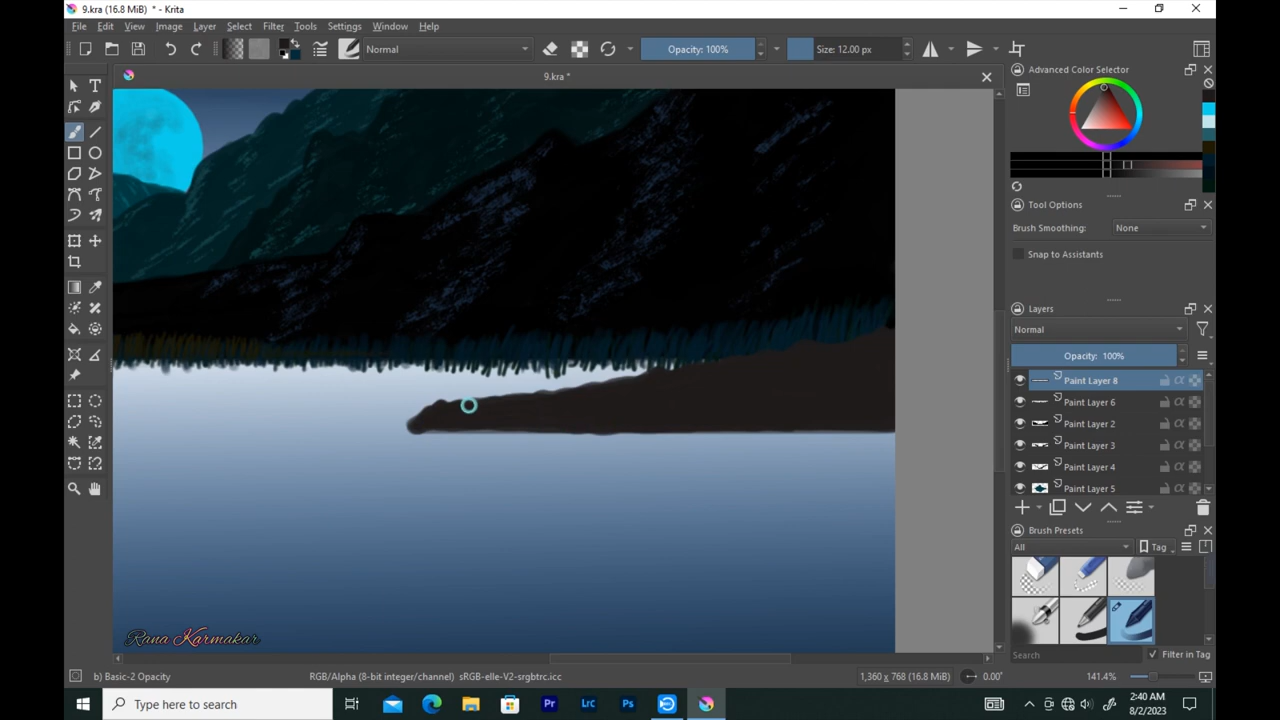 9.kra (16.8 MiB) * - Krita
File Edit View Image Layer Select Filter Tools Settings Window Help
Normal Opacity: 100% Size: 12.00 px
9.kra *
Advanced Color Selector
Tool Options
Brush Smoothing: None
Snap to Assistants
Layers
Normal
Opacity: 100%
Paint Layer 8
Paint Layer 6
Paint Layer 2
Paint Layer 3
Paint Layer 4
Paint Layer 5
Brush Presets
All Tag
Search Filter in Tag
Rana Karmakar
b) Basic-2 Opacity RGB/Alpha (8-bit integer/channel) sRGB-elle-V2-srgbtrc.icc 1,360 x 768 (16.8 MiB) 0.00° 141.4%
Type here to search Pr Lrc Ps 2:40 AM
8/2/2023